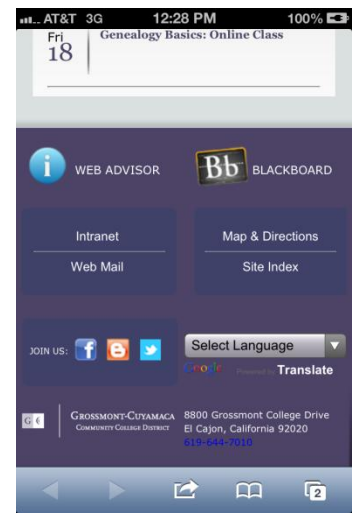 AT&T 3G 12:28 PM 100%
Fri
18
Genealogy Basics: Online Class
i WEB ADVISOR
Bb BLACKBOARD
Intranet
Map & Directions
Web Mail
Site Index
JOIN US:
Select Language
Google Powered by Translate
GROSSMONT-CUYAMACA
COMMUNITY COLLEGE DISTRICT
8800 Grossmont College Drive
El Cajon, California 92020
619-644-7010
2